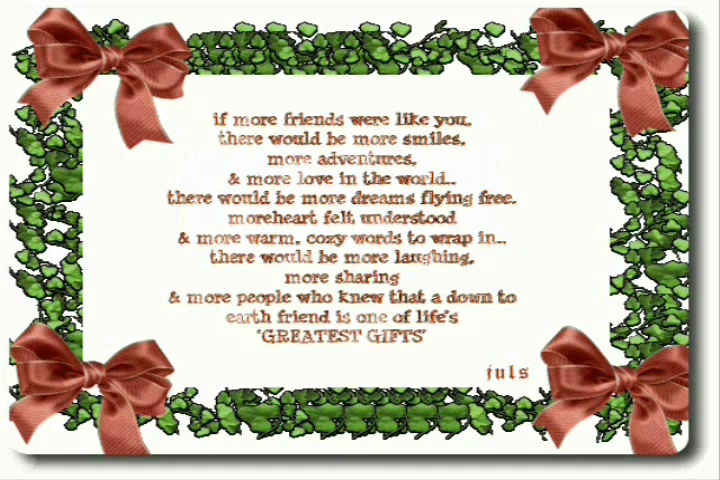 if more friends were like you,
there would be more smiles,
more adventures,
& more love in the world..
there would be more dreams flying free.
moreheart felt understood
& more warm, cozy words to wrap in..
there would be more laughing,
more sharing
& more people who knew that a down to
earth friend is one of life's
"GREATEST GIFTS"
juls